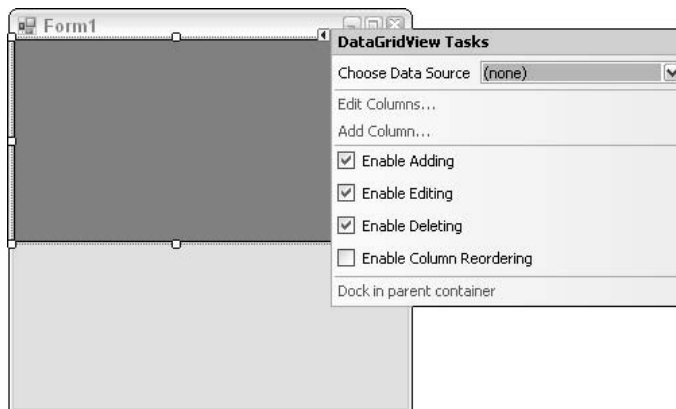 Form1
DataGridView Tasks
Choose Data Source (none)
Edit Columns...
Add Column...
Enable Adding
Enable Editing
Enable Deleting
Enable Column Reordering
Dock in parent container